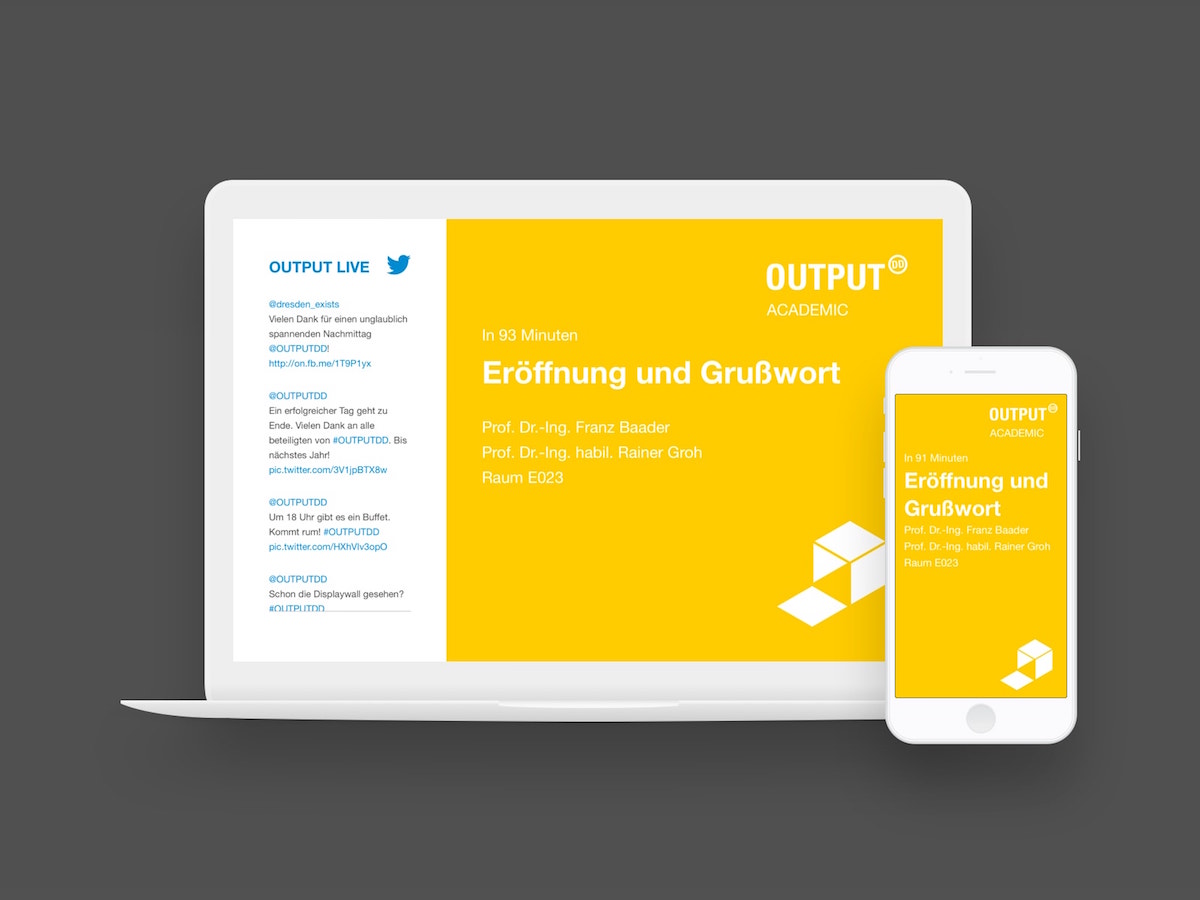 OUTPUT LIVE
@dresden_exists
Vielen Dank für einen unglaublich
spannenden Nachmittag
@OUTPUTDD!
http://on.fb.me/1T9P1yx
@OUTPUTDD
Ein erfolgreicher Tag geht zu
Ende. Vielen Dank an alle
beteiligten von #OUTPUTDD. Bis
nächstes Jahr!
pic.twitter.com/3V1jpBTX8w
@OUTPUTDD
Um 18 Uhr gibt es ein Buffet.
Kommt rum! #OUTPUTDD
pic.twitter.com/HXhVlv3opO
@OUTPUTDD
Schon die Displaywall gesehen?
#OUTPUTDD
OUTPUT DD
ACADEMIC
In 93 Minuten
Eröffnung und Grußwort
Prof. Dr.-Ing. Franz Baader
Prof. Dr.-Ing. habil. Rainer Groh
Raum E023
OUTPUT DD
ACADEMIC
In 91 Minuten
Eröffnung und
Grußwort
Prof. Dr.-Ing. Franz Baader
Prof. Dr.-Ing. habil. Rainer Groh
Raum E023